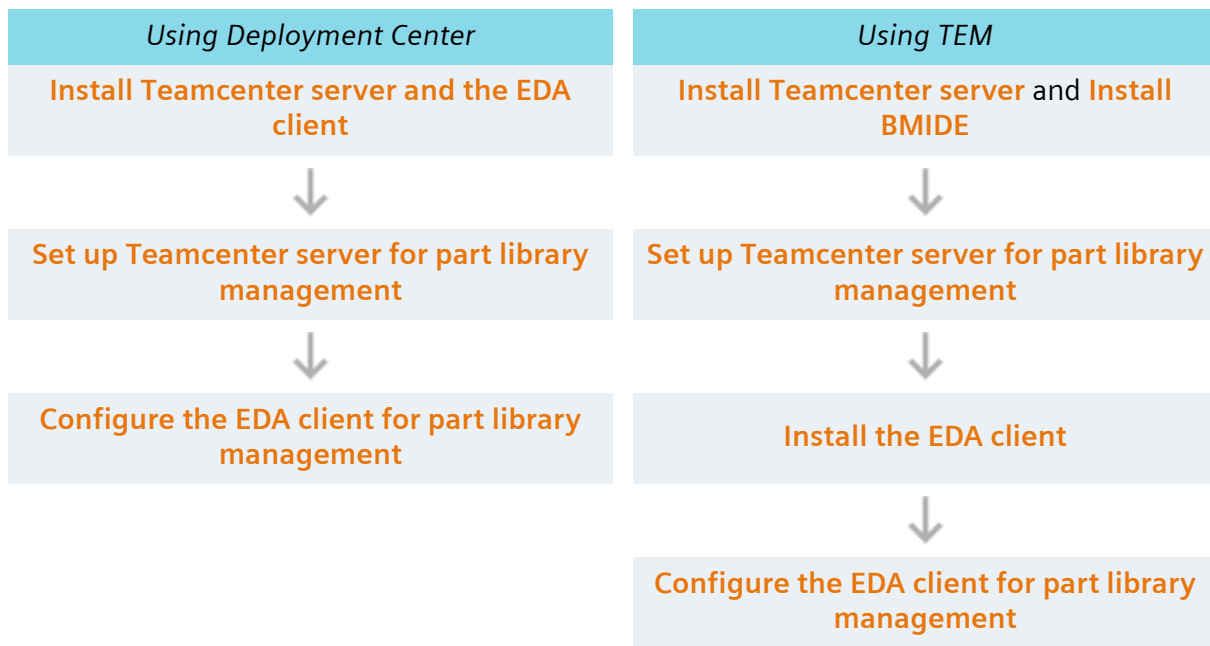 Using Deployment Center
Install Teamcenter server and the EDA
client
Set up Teamcenter server for part library
management
Configure the EDA client for part library
management
Using TEM
Install Teamcenter server and Install
BMIDE
Set up Teamcenter server for part library
management
Install the EDA client
Configure the EDA client for part library
management